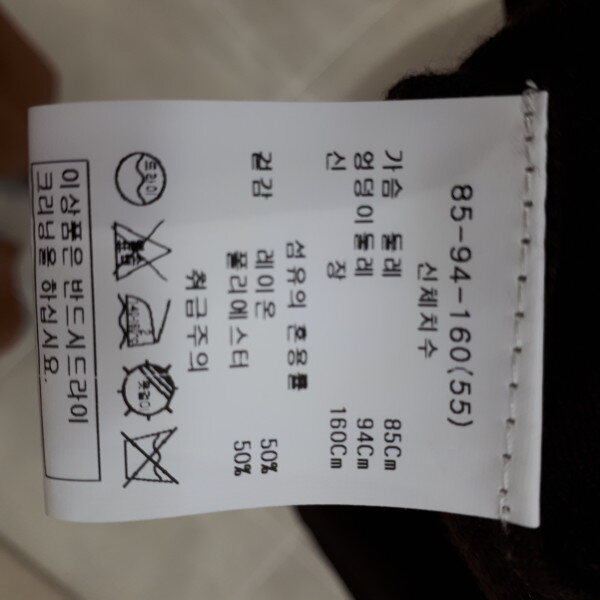 85-94-160(55)
신체치수
가슴 둘레 85Cm
엉덩이둘레 94Cm
신 장 160Cm
섬유의 혼용률
겉감 레이온 50%
폴리에스터 50%
취급주의
드라이
옷걸이
이상품은 반드시드라이
크리닝을 하십시요.